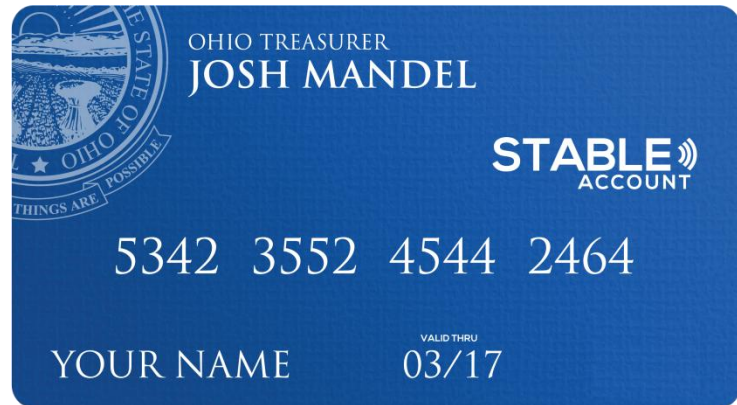 OHIO TREASURER
JOSH MANDEL
THE STATE OF OHIO
THINGS ARE POSSIBLE
STABLE
ACCOUNT
5342 3552 4544 2464
VALID THRU
YOUR NAME 03/17